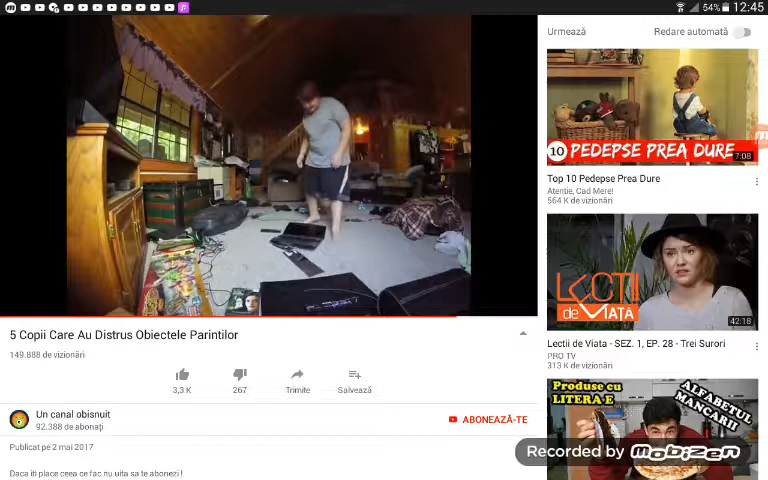 54% 12:45
Urmează
Redare automată
10 PEDEPSE PREA DURE
7:08
Top 10 Pedepse Prea Dure
Atentie, Cad Mere!
564 K de vizionări
LECȚII
de VIAȚA
42:18
Lectii de Viata - SEZ. 1, EP. 28 - Trei Surori
PRO TV
313 K de vizionări
Produse cu
LITERA E
ALFABETUL
MANCARII
5 Copii Care Au Distrus Obiectele Parintilor
149.888 de vizionări
3,3 K
267
Trimite
Salvează
Un canal obisnuit
92.388 de abonați
ABONEAZĂ-TE
Publicat pe 2 mai 2017
Daca iti place ceea ce fac nu uita sa te abonezi !
Recorded by mobizen